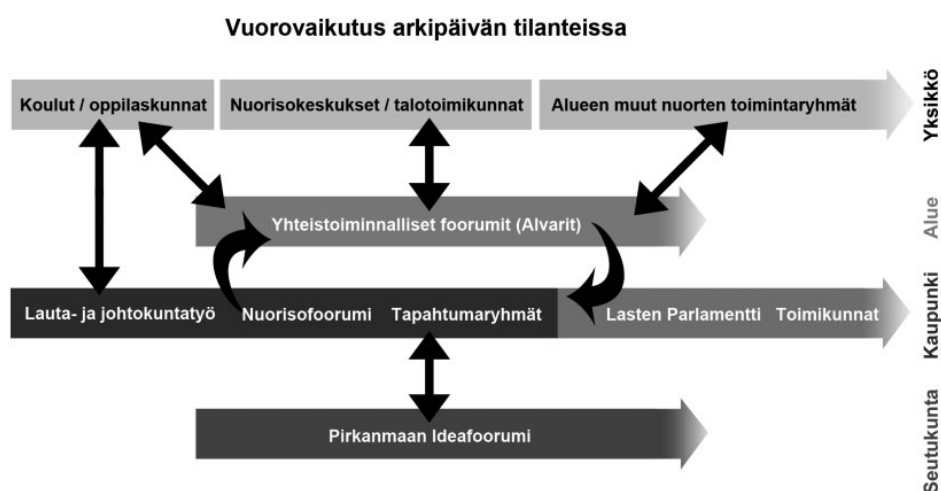 Vuorovaikutus arkipäivän tilanteissa
Koulut / oppilaskunnat
Nuorisokeskukset / talotoimikunnat
Alueen muut nuorten toimintaryhmät
Yksikkö
Yhteistoiminnalliset foorumit (Alvarit)
Alue
Lauta- ja johtokuntatyö
Nuorisofoorumi
Tapahtumaryhmät
Lasten Parlamentti
Toimikunnat
Kaupunki
Pirkanmaan Ideafoorumi
Seutukunta